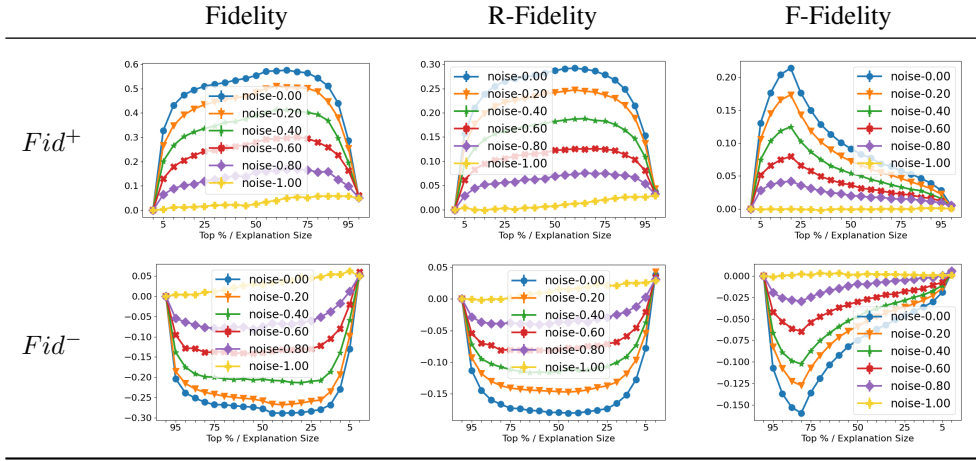 Fidelity R-Fidelity F-Fidelity
Fid+
0.6 0.5 0.4 0.3 0.2 0.1 0.0
noise-0.00
noise-0.20
noise-0.40
noise-0.60
noise-0.80
noise-1.00
5 25 50 75 95
Top % / Explanation Size
0.30 0.25 0.20 0.15 0.10 0.05 0.00
noise-0.00
noise-0.20
noise-0.40
noise-0.60
noise-0.80
noise-1.00
5 25 50 75 95
Top % / Explanation Size
0.20 0.15 0.10 0.05 0.00
noise-0.00
noise-0.20
noise-0.40
noise-0.60
noise-0.80
noise-1.00
5 25 50 75 95
Top % / Explanation Size
Fid−
0.05 0.00 −0.05 −0.10 −0.15 −0.20 −0.25 −0.30
noise-0.00
noise-0.20
noise-0.40
noise-0.60
noise-0.80
noise-1.00
95 75 50 25 5
Top % / Explanation Size
0.05 0.00 −0.05 −0.10 −0.15
noise-0.00
noise-0.20
noise-0.40
noise-0.60
noise-0.80
noise-1.00
95 75 50 25 5
Top % / Explanation Size
0.000 −0.025 −0.050 −0.075 −0.100 −0.125 −0.150
noise-0.00
noise-0.20
noise-0.40
noise-0.60
noise-0.80
noise-1.00
95 75 50 25 5
Top % / Explanation Size